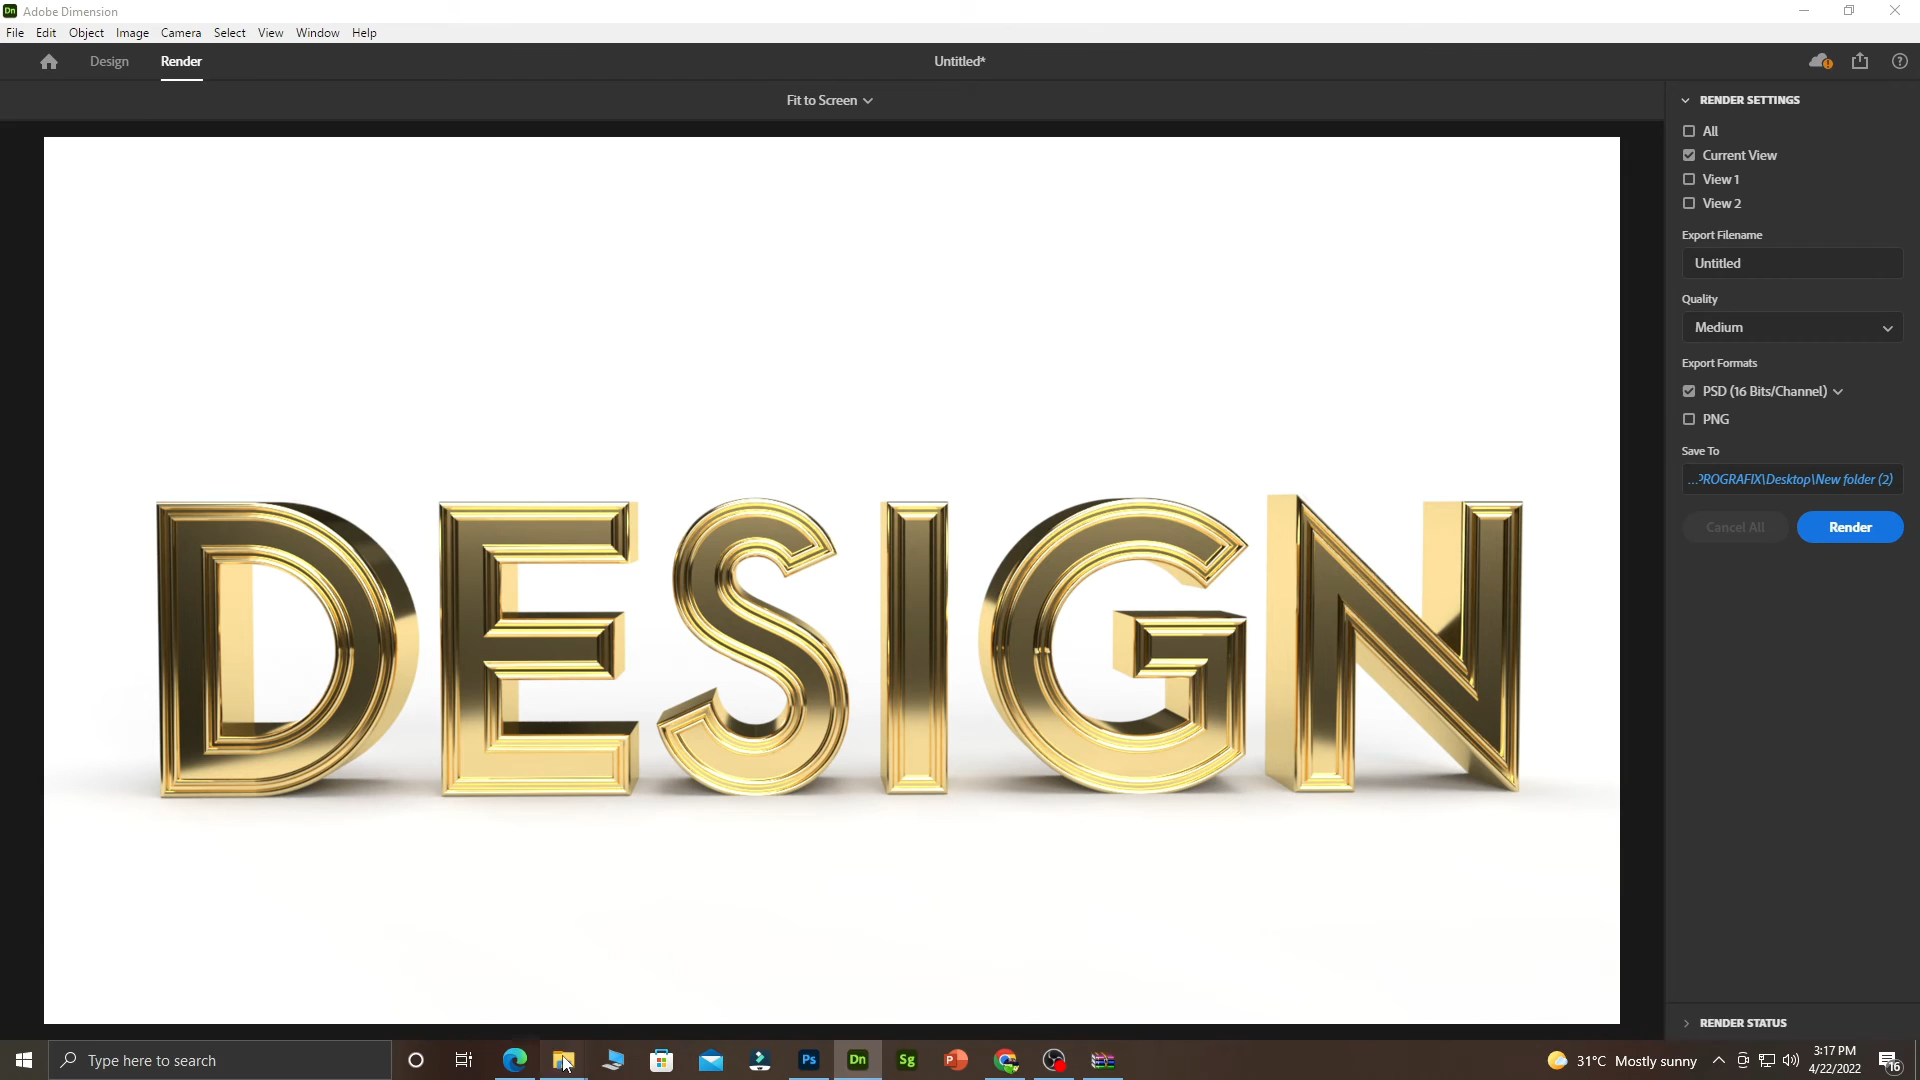 Dn Adobe Dimension
File Edit Object Image Camera Select View Window Help
Design Render Untitled*
Fit to Screen
RENDER SETTINGS
All
Current View
View 1
View 2
Export Filename
Untitled
Quality
Medium
Export Formats
PSD (16 Bits/Channel)
PNG
Save To
...PROGRAFIX\Desktop\New folder (2)
Cancel All Render
DESIGN
RENDER STATUS
Type here to search
Ps Dn Sg P
31°C Mostly sunny
3:17 PM
4/22/2022
16